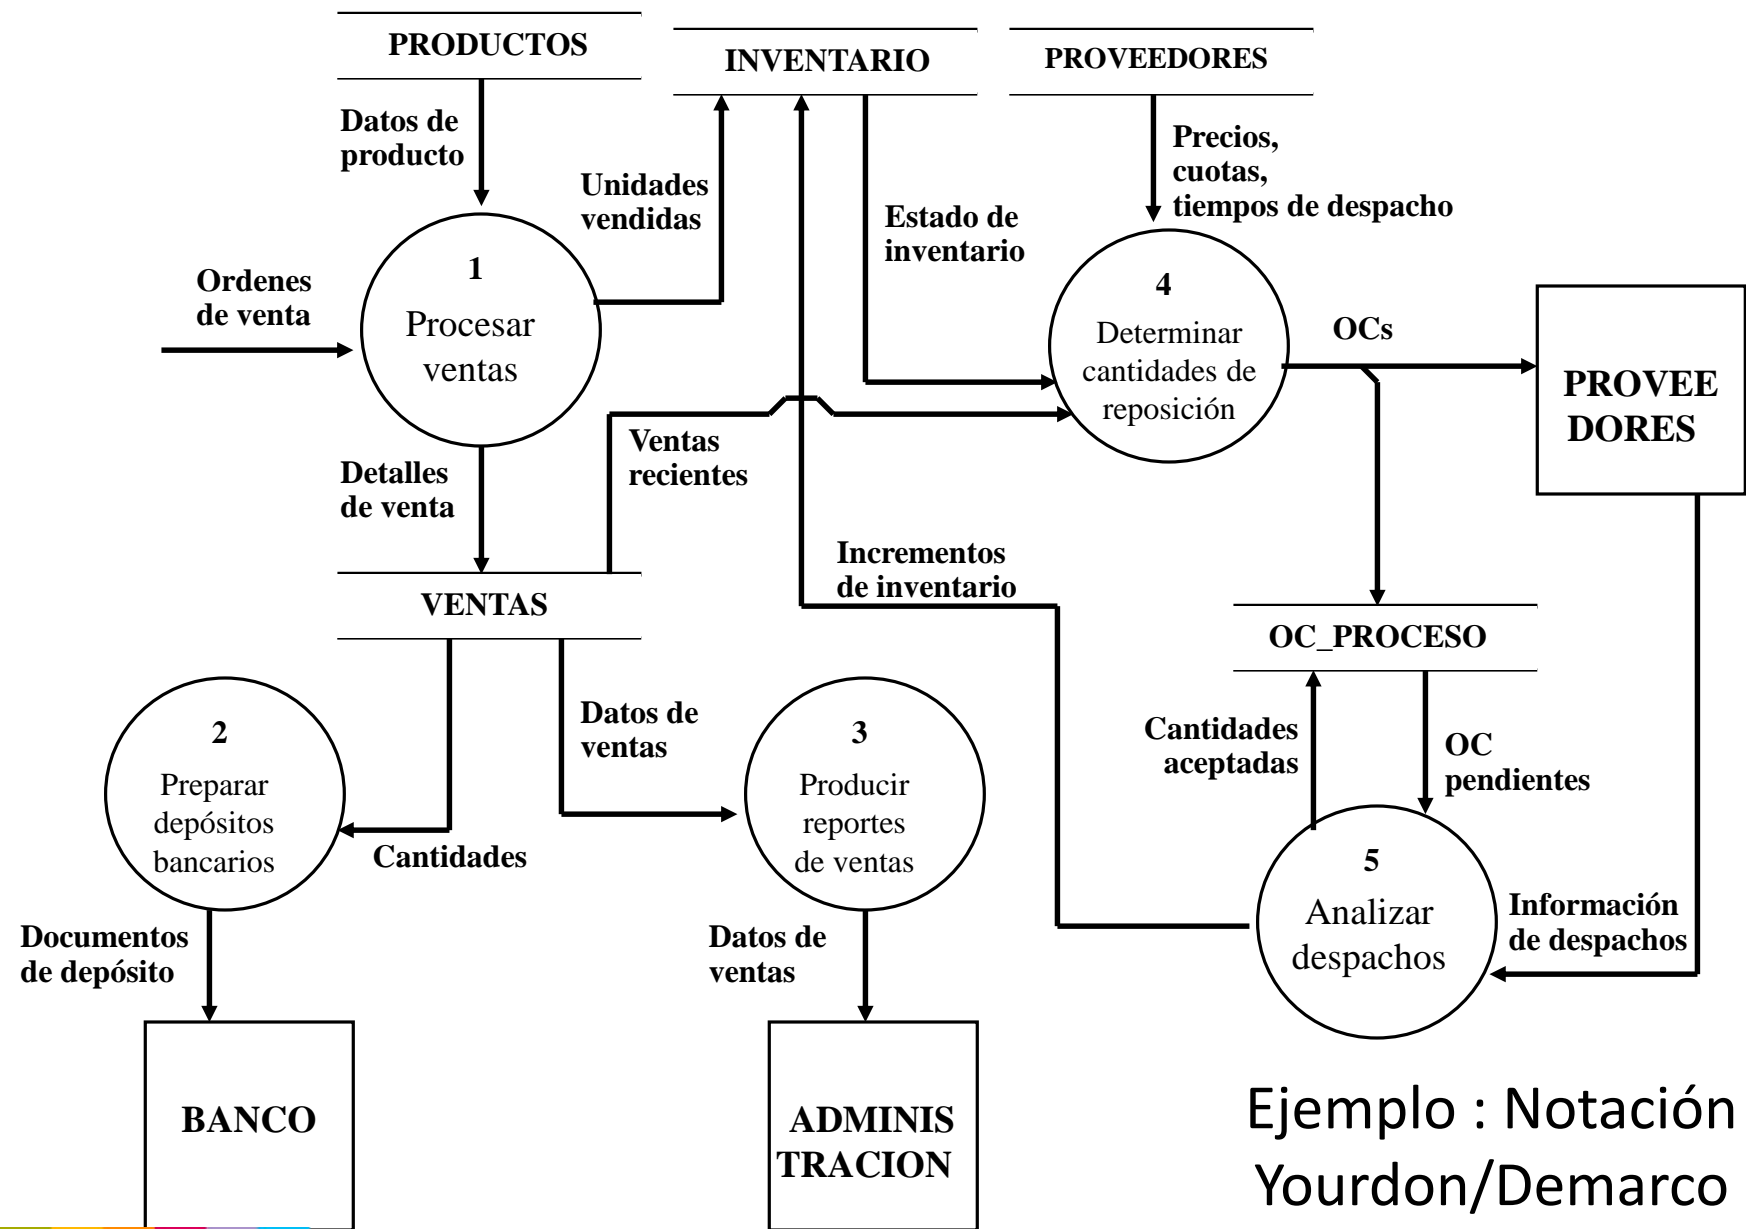 PRODUCTOS
INVENTARIO
PROVEEDORES
Datos de
producto
Unidades
vendidas
Precios,
cuotas,
tiempos de despacho
Estado de
inventario
Ordenes
de venta
1
Procesar
ventas
4
Determinar
cantidades de
reposición
OCs
PROVEE
DORES
Ventas
recientes
Detalles
de venta
Incrementos
de inventario
VENTAS
OC_PROCESO
2
Preparar
depósitos
bancarios
Datos de
ventas
3
Producir
reportes
de ventas
Cantidades
aceptadas
OC
pendientes
Cantidades
5
Analizar
despachos
Información
de despachos
Documentos
de depósito
Datos de
ventas
BANCO
ADMINIS
TRACION
Ejemplo : Notación
Yourdon/Demarco